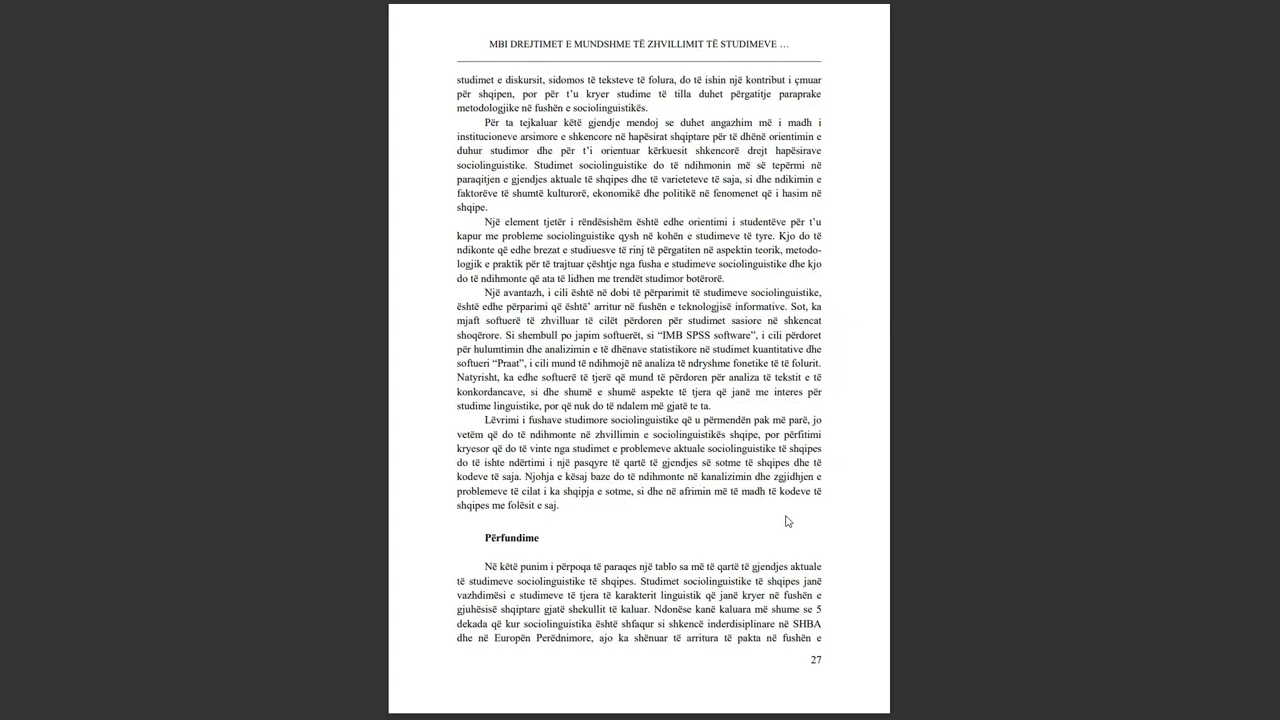 MBI DREJTIMET E MUNDSHME TË ZHVILLIMIT TË STUDIMEVE …
studimet e diskursit, sidomos të teksteve të folura, do të ishin një kontribut i çmuar
për shqipen, por për t’u kryer studime të tilla duhet përgatitje paraprake
metodologjike në fushën e sociolinguistikës.
Për ta tejkaluar këtë gjendje mendoj se duhet angazhim më i madh i
institucioneve arsimore e shkencore në hapësirat shqiptare për të dhënë orientimin e
duhur studimor dhe për t’i orientuar kërkuesit shkencorë drejt hapësirave
sociolinguistike. Studimet sociolinguistike do të ndihmonin më së tepërmi në
paraqitjen e gjendjes aktuale të shqipes dhe të varieteteve të saja, si dhe ndikimin e
faktorëve të shumtë kulturorë, ekonomikë dhe politikë në fenomenet që i hasim në
shqipe.
Një element tjetër i rëndësishëm është edhe orientimi i studentëve për t’u
kapur me probleme sociolinguistike qysh në kohën e studimeve të tyre. Kjo do të
ndikonte që edhe brezat e studiuesve të rinj të përgatiten në aspektin teorik, metodo-
logjik e praktik për të trajtuar çështje nga fusha e studimeve sociolinguistike dhe kjo
do të ndihmonte që ata të lidhen me trendët studimor botërorë.
Një avantazh, i cili është në dobi të përparimit të studimeve sociolinguistike,
është edhe përparimi që është’ arritur në fushën e teknologjisë informative. Sot, ka
mjaft softuerë të zhvilluar të cilët përdoren për studimet sasiore në shkencat
shoqërore. Si shembull po japim softuerët, si “IMB SPSS software”, i cili përdoret
për hulumtimin dhe analizimin e të dhënave statistikore në studimet kuantitative dhe
softueri “Praat”, i cili mund të ndihmojë në analiza të ndryshme fonetike të të folurit.
Natyrisht, ka edhe softuerë të tjerë që mund të përdoren për analiza të tekstit e të
konkordancave, si dhe shumë e shumë aspekte të tjera që janë me interes për
studime linguistike, por që nuk do të ndalem më gjatë te ta.
Lëvrimi i fushave studimore sociolinguistike që u përmendën pak më parë, jo
vetëm që do të ndihmonte në zhvillimin e sociolinguistikës shqipe, por përfitimi
kryesor që do të vinte nga studimet e problemeve aktuale sociolinguistike të shqipes
do të ishte ndërtimi i një pasqyre të qartë të gjendjes së sotme të shqipes dhe të
kodeve të saja. Njohja e kësaj baze do të ndihmonte në kanalizimin dhe zgjidhjen e
problemeve të cilat i ka shqipja e sotme, si dhe në afrimin më të madh të kodeve të
shqipes me folësit e saj.
Përfundime
Në këtë punim i përpoqa të paraqes një tablo sa më të qartë të gjendjes aktuale
të studimeve sociolinguistike të shqipes. Studimet sociolinguistike të shqipes janë
vazhdimësi e studimeve të tjera të karakterit linguistik që janë kryer në fushën e
gjuhësisë shqiptare gjatë shekullit të kaluar. Ndonëse kanë kaluara më shume se 5
dekada që kur sociolinguistika është shfaqur si shkencë inderdisiplinare në SHBA
dhe në Europën Perëdnimore, ajo ka shënuar të arritura të pakta në fushën e
27